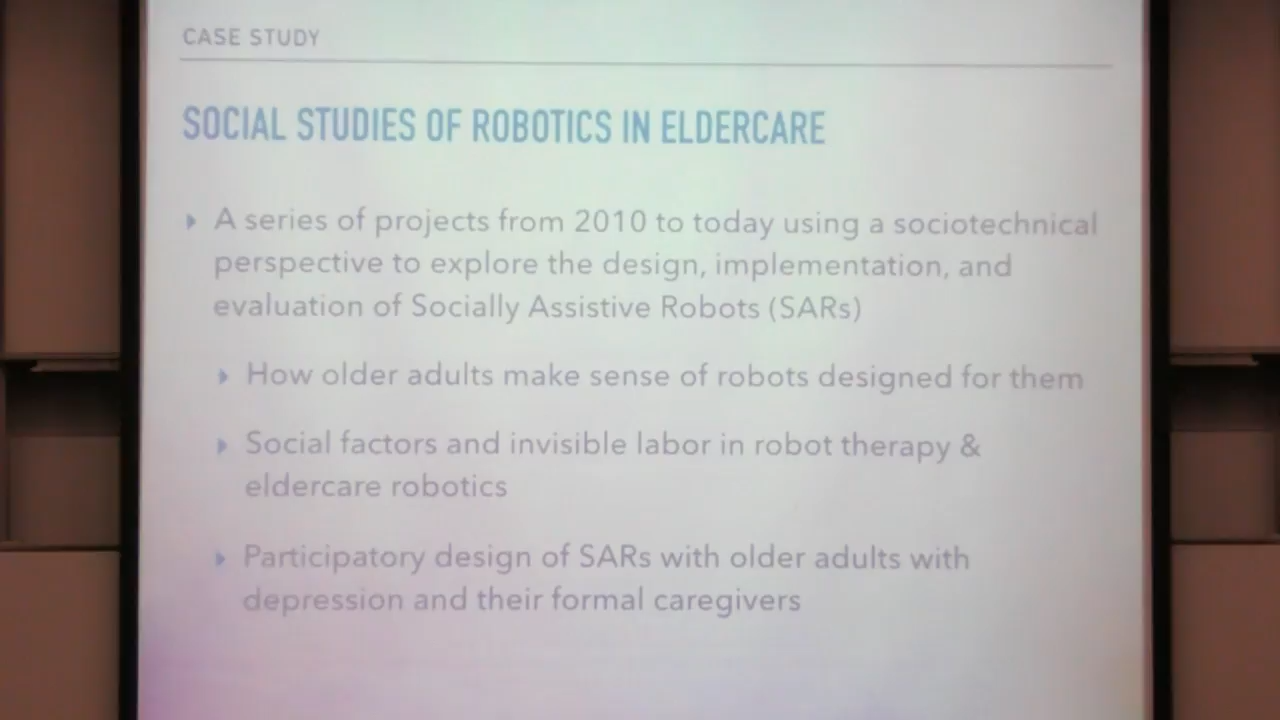 CASE STUDY
SOCIAL STUDIES OF ROBOTICS IN ELDERCARE
A series of projects from 2010 to today using a sociotechnical
perspective to explore the design, implementation, and
evaluation of Socially Assistive Robots (SARs)
How older adults make sense of robots designed for them
Social factors and invisible labor in robot therapy &
eldercare robotics
Participatory design of SARs with older adults with
depression and their formal caregivers